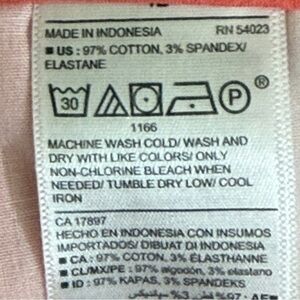 MADE IN INDONESIA RN 54023
■ US : 97% COTTON, 3% SPANDEX/
ELASTANE
30 P ®
1166
MACHINE WASH COLD/ WASH AND
DRY WITH LIKE COLORS/ ONLY
NON-CHLORINE BLEACH WHEN
NEEDED/ TUMBLE DRY LOW/ COOL
IRON
CA 17897
HECHO EN INDONESIA CON INSUMOS
IMPORTADOS/ DIBUAT DI INDONESIA
■ CA : 97% COTON, 3% ÉLASTHANNE
■ CL/MX/PE : 97% algodón, 3% elastano
■ ID : 97% KAPAS, 3% SPANDEKS
■ AE